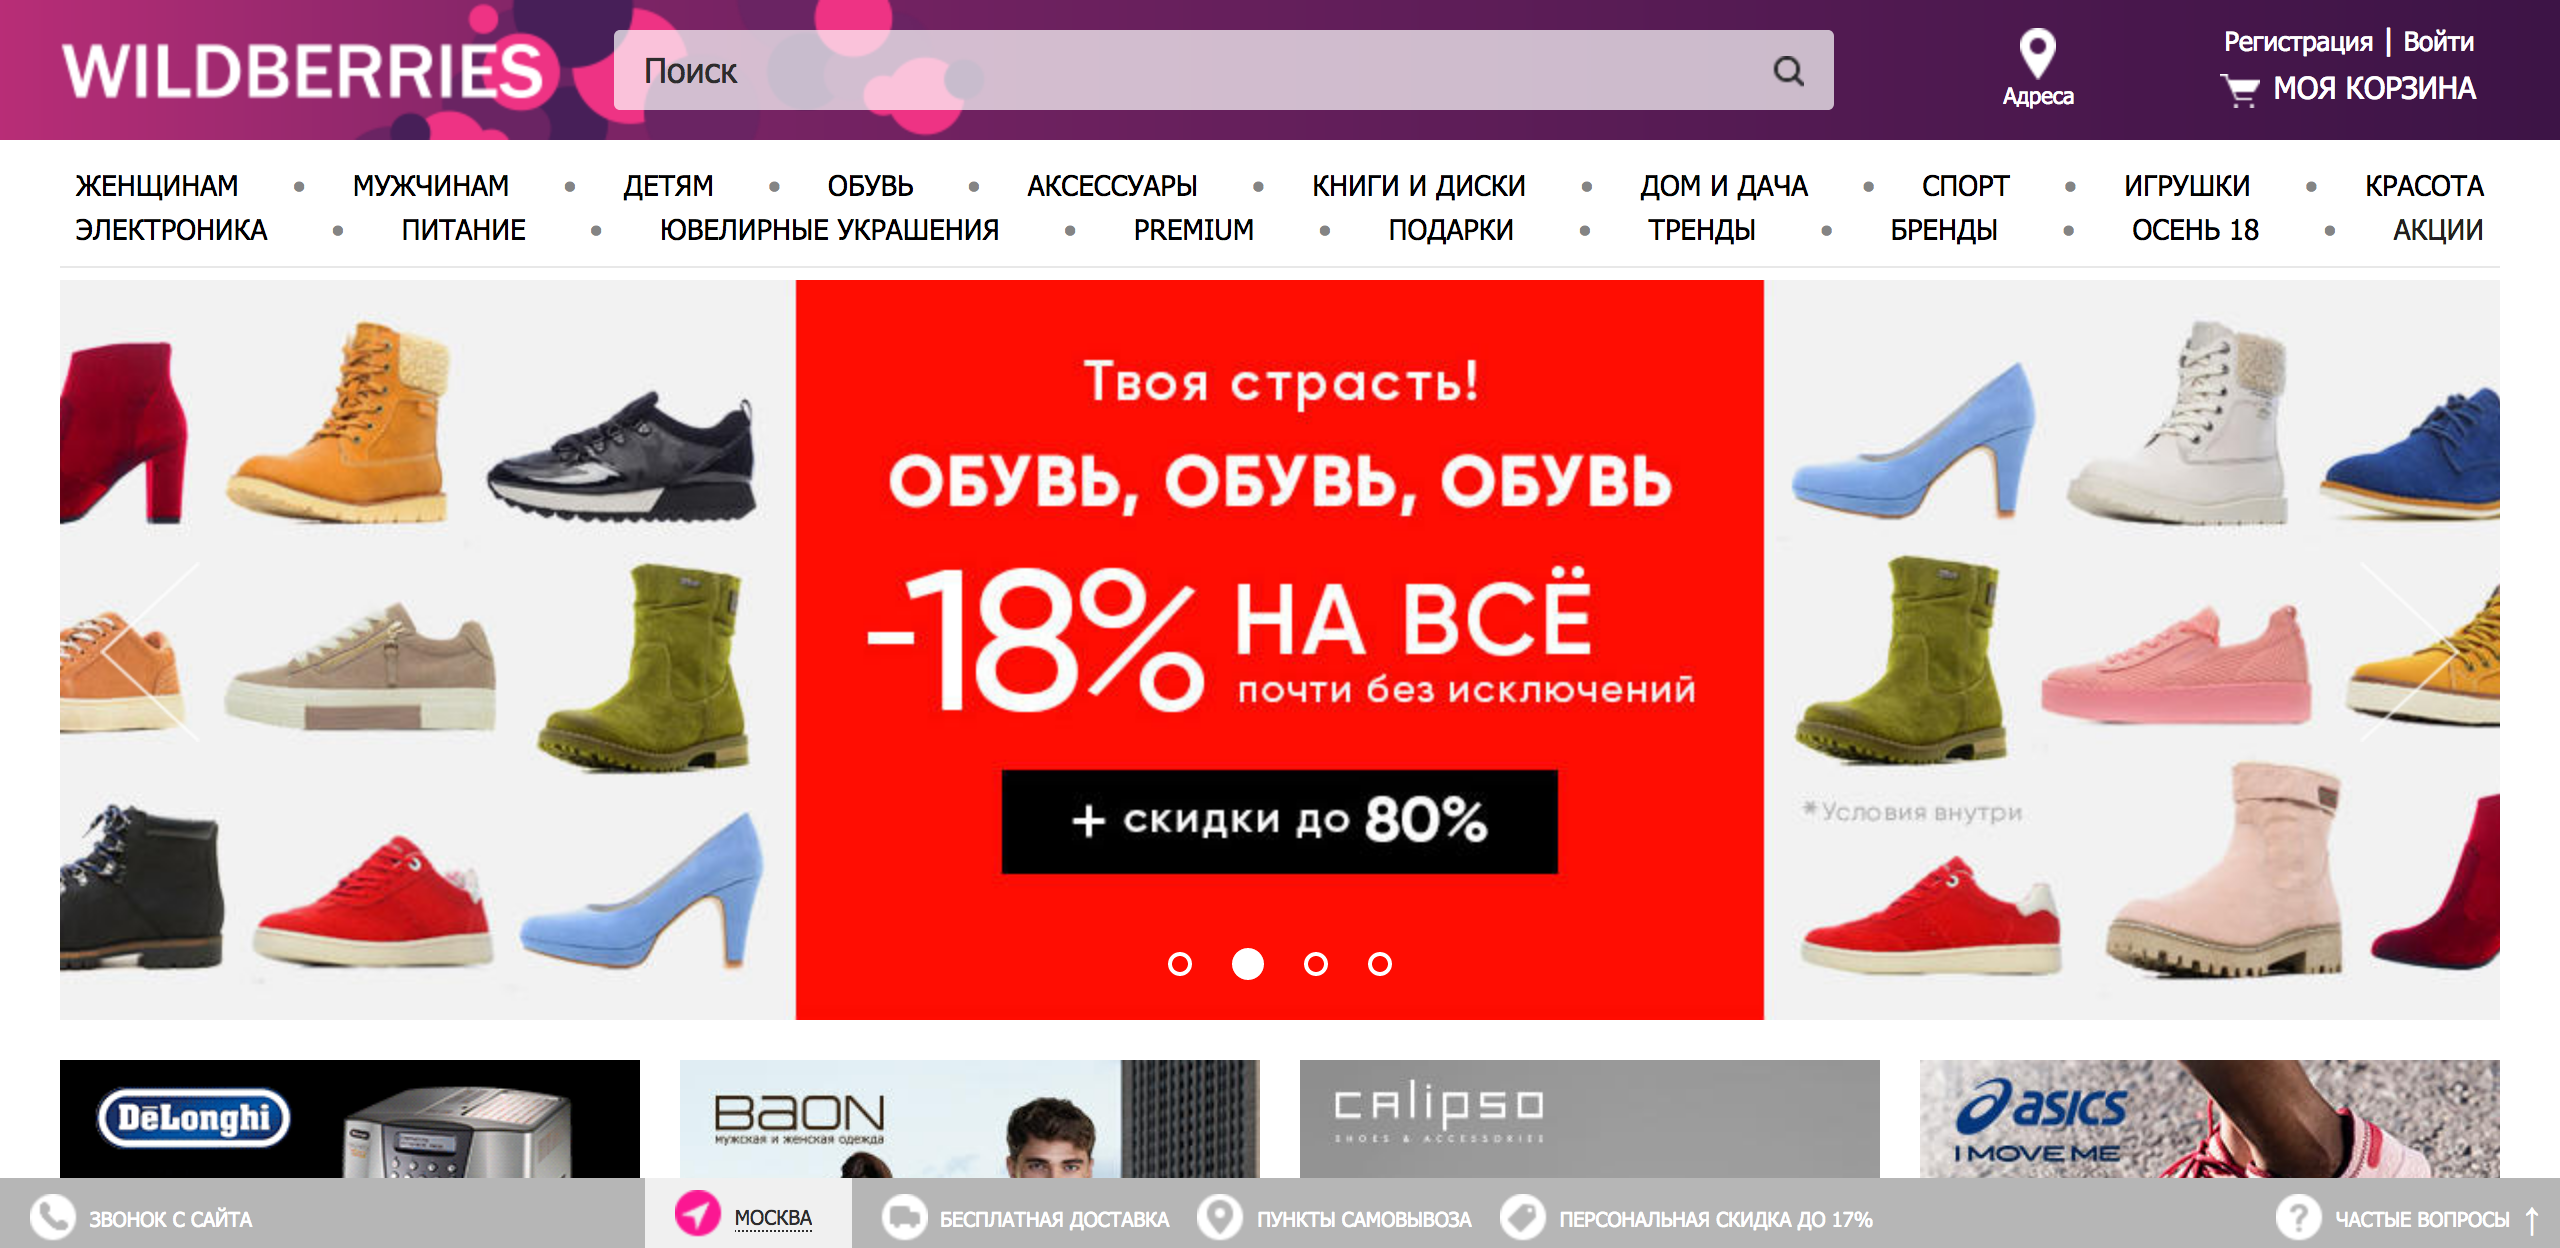 WILDBERRIES
Поиск
Адреса
Регистрация | Войти
МОЯ КОРЗИНА
ЖЕНЩИНАМ • МУЖЧИНАМ • ДЕТЯМ • ОБУВЬ • АКСЕССУАРЫ • КНИГИ И ДИСКИ • ДОМ И ДАЧА • СПОРТ • ИГРУШКИ • КРАСОТА
ЭЛЕКТРОНИКА • ПИТАНИЕ • ЮВЕЛИРНЫЕ УКРАШЕНИЯ • PREMIUM • ПОДАРКИ • ТРЕНДЫ • БРЕНДЫ • ОСЕНЬ 18 • АКЦИИ
Твоя страсть!
ОБУВЬ, ОБУВЬ, ОБУВЬ
-18% НА ВСЁ
почти без исключений
+ скидки до 80%
*Условия внутри
DeLonghi
BAON
мужская и женская одежда
calipso
SHOES & ACCESSORIES
asics
I MOVE ME
ЗВОНОК С САЙТА
МОСКВА
БЕСПЛАТНАЯ ДОСТАВКА
ПУНКТЫ САМОВЫВОЗА
ПЕРСОНАЛЬНАЯ СКИДКА ДО 17%
ЧАСТЫЕ ВОПРОСЫ ↑